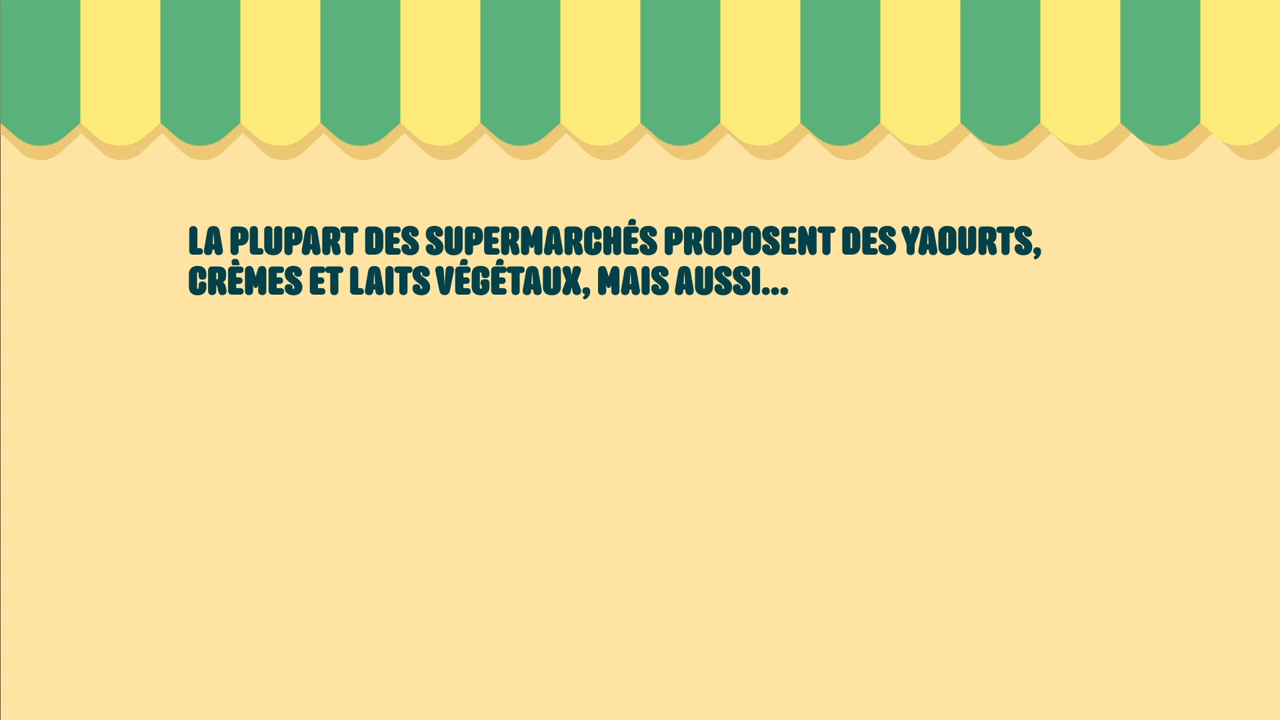 LA PLUPART DES SUPERMARCHÉS PROPOSENT DES YAOURTS,
CRÈMES ET LAITS VÉGÉTAUX, MAIS AUSSI...